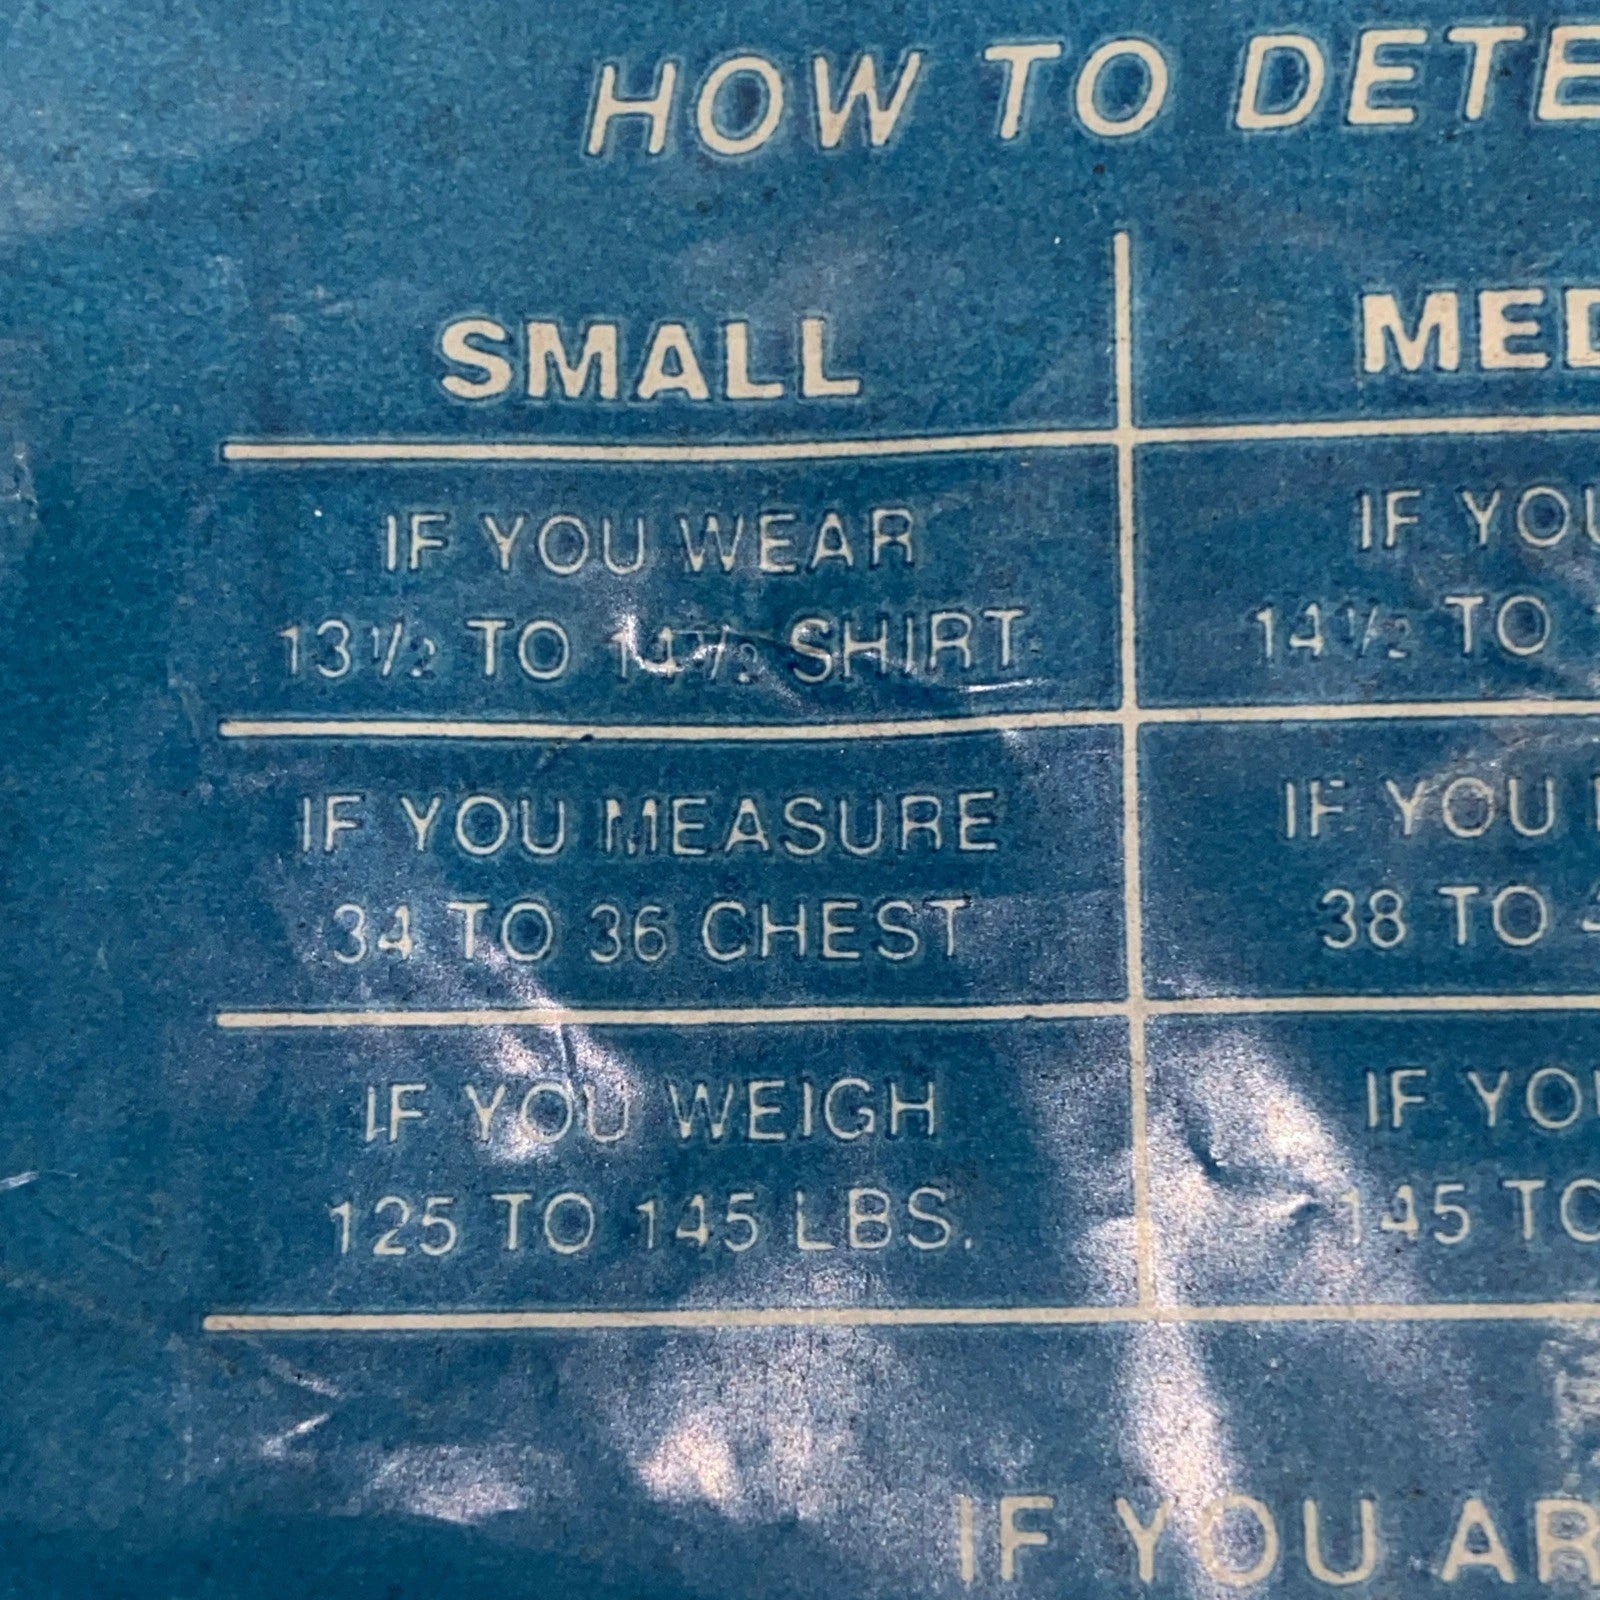 HOW TO DETE
SMALL
MED
IF YOU WEAR
13½ TO 14½ SHIRT
IF YOU
14½ TO
IF YOU MEASURE
34 TO 36 CHEST
IF YOU
38 TO
IF YOU WEIGH
125 TO 145 LBS.
IF YOU
145 TO
IF YOU AR